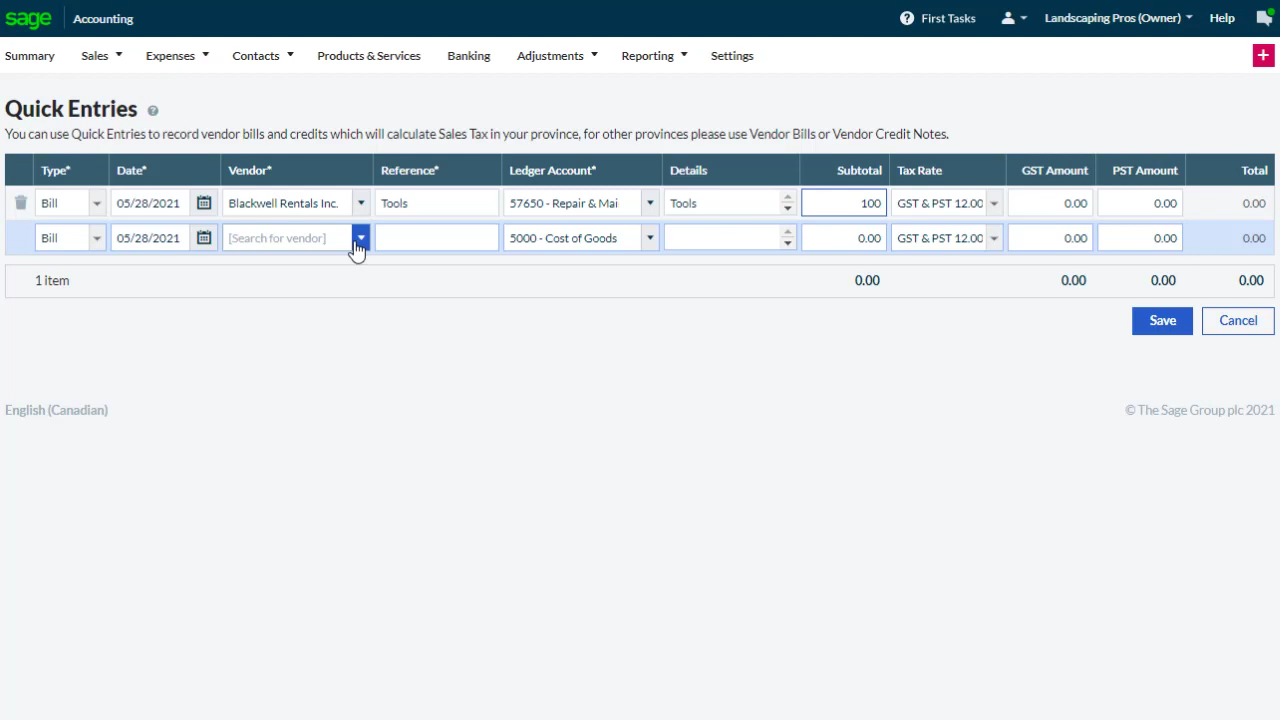 sage Accounting First Tasks Landscaping Pros (Owner) Help
Summary Sales Expenses Contacts Products & Services Banking Adjustments Reporting Settings +
Quick Entries ?
You can use Quick Entries to record vendor bills and credits which will calculate Sales Tax in your province, for other provinces please use Vendor Bills or Vendor Credit Notes.
Type* Date* Vendor* Reference* Ledger Account* Details Subtotal Tax Rate GST Amount PST Amount Total
Bill 05/28/2021 Blackwell Rentals Inc. Tools 57650 - Repair & Mai Tools 100 GST & PST 12.00 0.00 0.00 0.00
Bill 05/28/2021 [Search for vendor] 5000 - Cost of Goods 0.00 GST & PST 12.00 0.00 0.00 0.00
1 item 0.00 0.00 0.00 0.00
Save Cancel
English (Canadian) © The Sage Group plc 2021